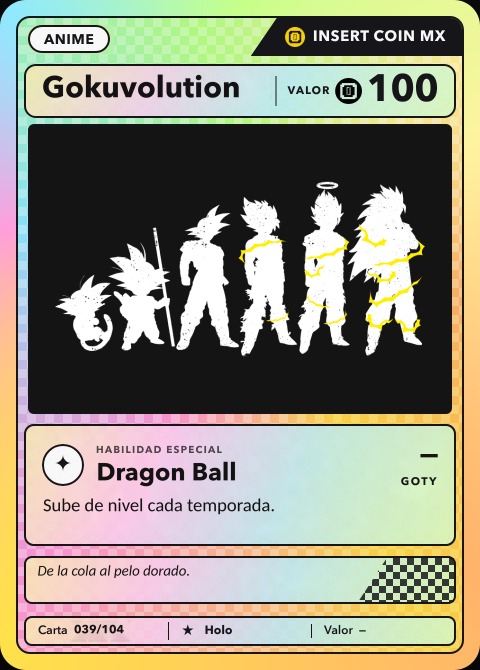 ANIME
INSERT COIN MX
Gokuvolution
VALOR 100
HABILIDAD ESPECIAL
Dragon Ball
—
GOTY
Sube de nivel cada temporada.
De la cola al pelo dorado.
Carta 039/104 ★ Holo Valor —